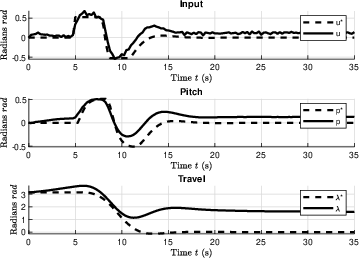 Input
Radians rad
0.5
0
-0.5
u*
u
0 5 10 15 20 25 30 35
Time t (s)
Pitch
Radians rad
0.5
0
-0.5
p*
p
0 5 10 15 20 25 30 35
Time t (s)
Travel
Radians rad
3
2
1
0
λ*
λ
0 5 10 15 20 25 30 35
Time t (s)